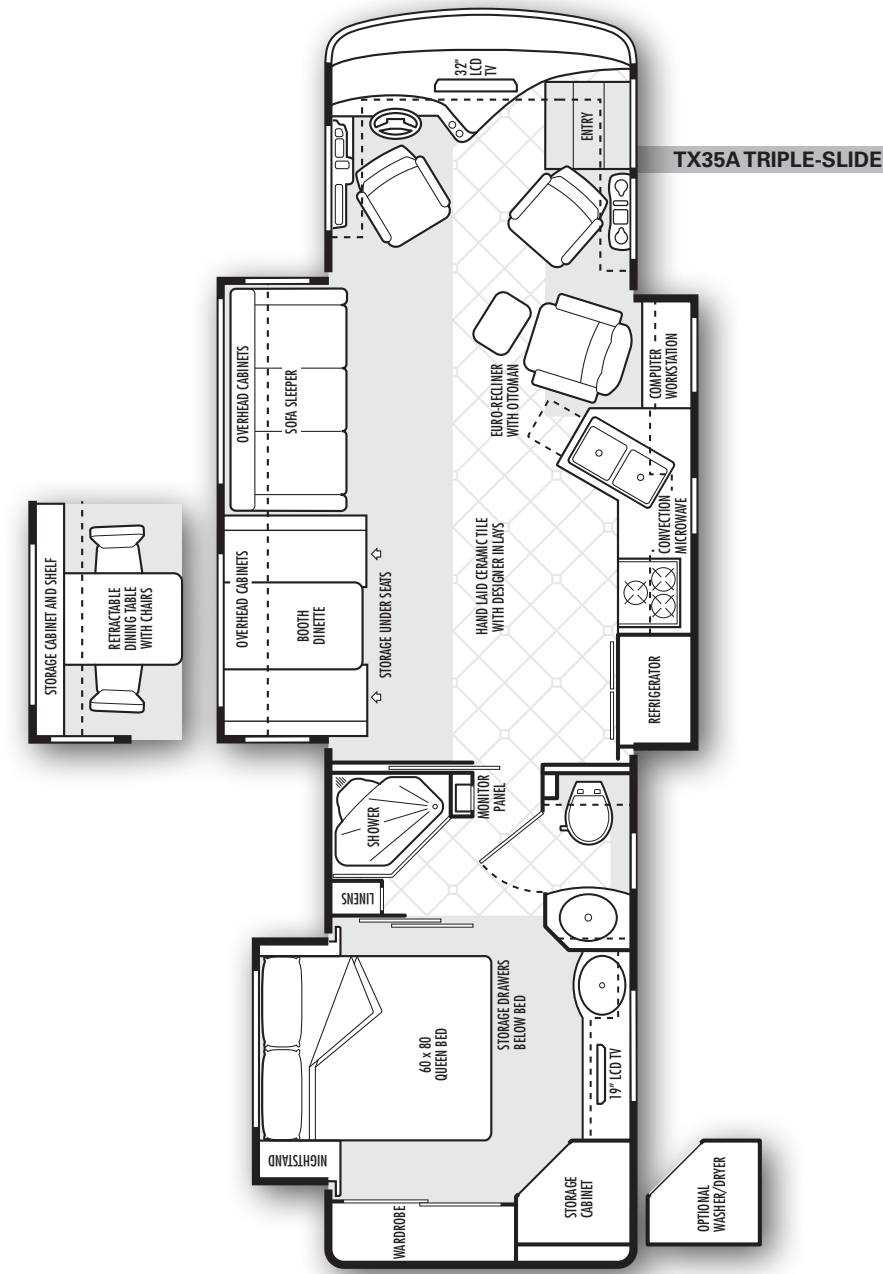 32"
LCD
TV
ENTRY
TX35A TRIPLE-SLIDE
OVERHEAD CABINETS
SOFA SLEEPER
EURO-RECLINER
WITH OTTOMAN
COMPUTER
WORKSTATION
CONVECTION
MICROWAVE
HAND LAID CERAMIC TILE
WITH DESIGNER INLAYS
STORAGE CABINET AND SHELF
RETRACTABLE
DINING TABLE
WITH CHAIRS
OVERHEAD CABINETS
BOOTH
DINETTE
STORAGE UNDER SEATS
REFRIGERATOR
SHOWER
MONITOR
PANEL
LINENS
60 x 80
QUEEN BED
STORAGE DRAWERS
BELOW BED
19" LCD TV
NIGHTSTAND
WARDROBE
STORAGE
CABINET
OPTIONAL
WASHER/DRYER